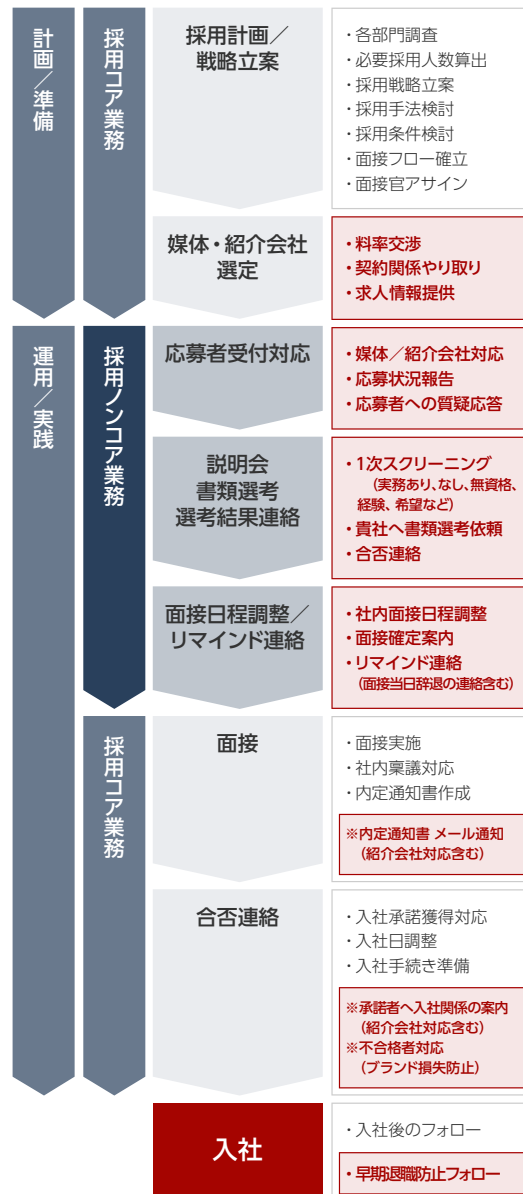 計画／準備
採用コア業務
採用計画／
戦略立案
・各部門調査
・必要採用人数算出
・採用戦略立案
・採用手法検討
・採用条件検討
・面接フロー確立
・面接官アサイン
媒体・紹介会社
選定
・料率交渉
・契約関係やり取り
・求人情報提供
運用／実践
採用ノンコア業務
応募者受付対応
・媒体／紹介会社対応
・応募状況報告
・応募者への質疑応答
説明会
書類選考
選考結果連絡
・1次スクリーニング
（実務あり、なし、無資格、
経験、希望など）
・貴社へ書類選考依頼
・合否連絡
面接日程調整／
リマインド連絡
・社内面接日程調整
・面接確定案内
・リマインド連絡
（面接当日辞退の連絡含む）
採用コア業務
面接
・面接実施
・社内稟議対応
・内定通知書作成
※内定通知書 メール通知
（紹介会社対応含む）
合否連絡
・入社承諾獲得対応
・入社日調整
・入社手続き準備
※承諾者へ入社関係の案内
（紹介会社対応含む）
※不合格者対応
（ブランド損失防止）
入社
・入社後のフォロー
・早期退職防止フォロー